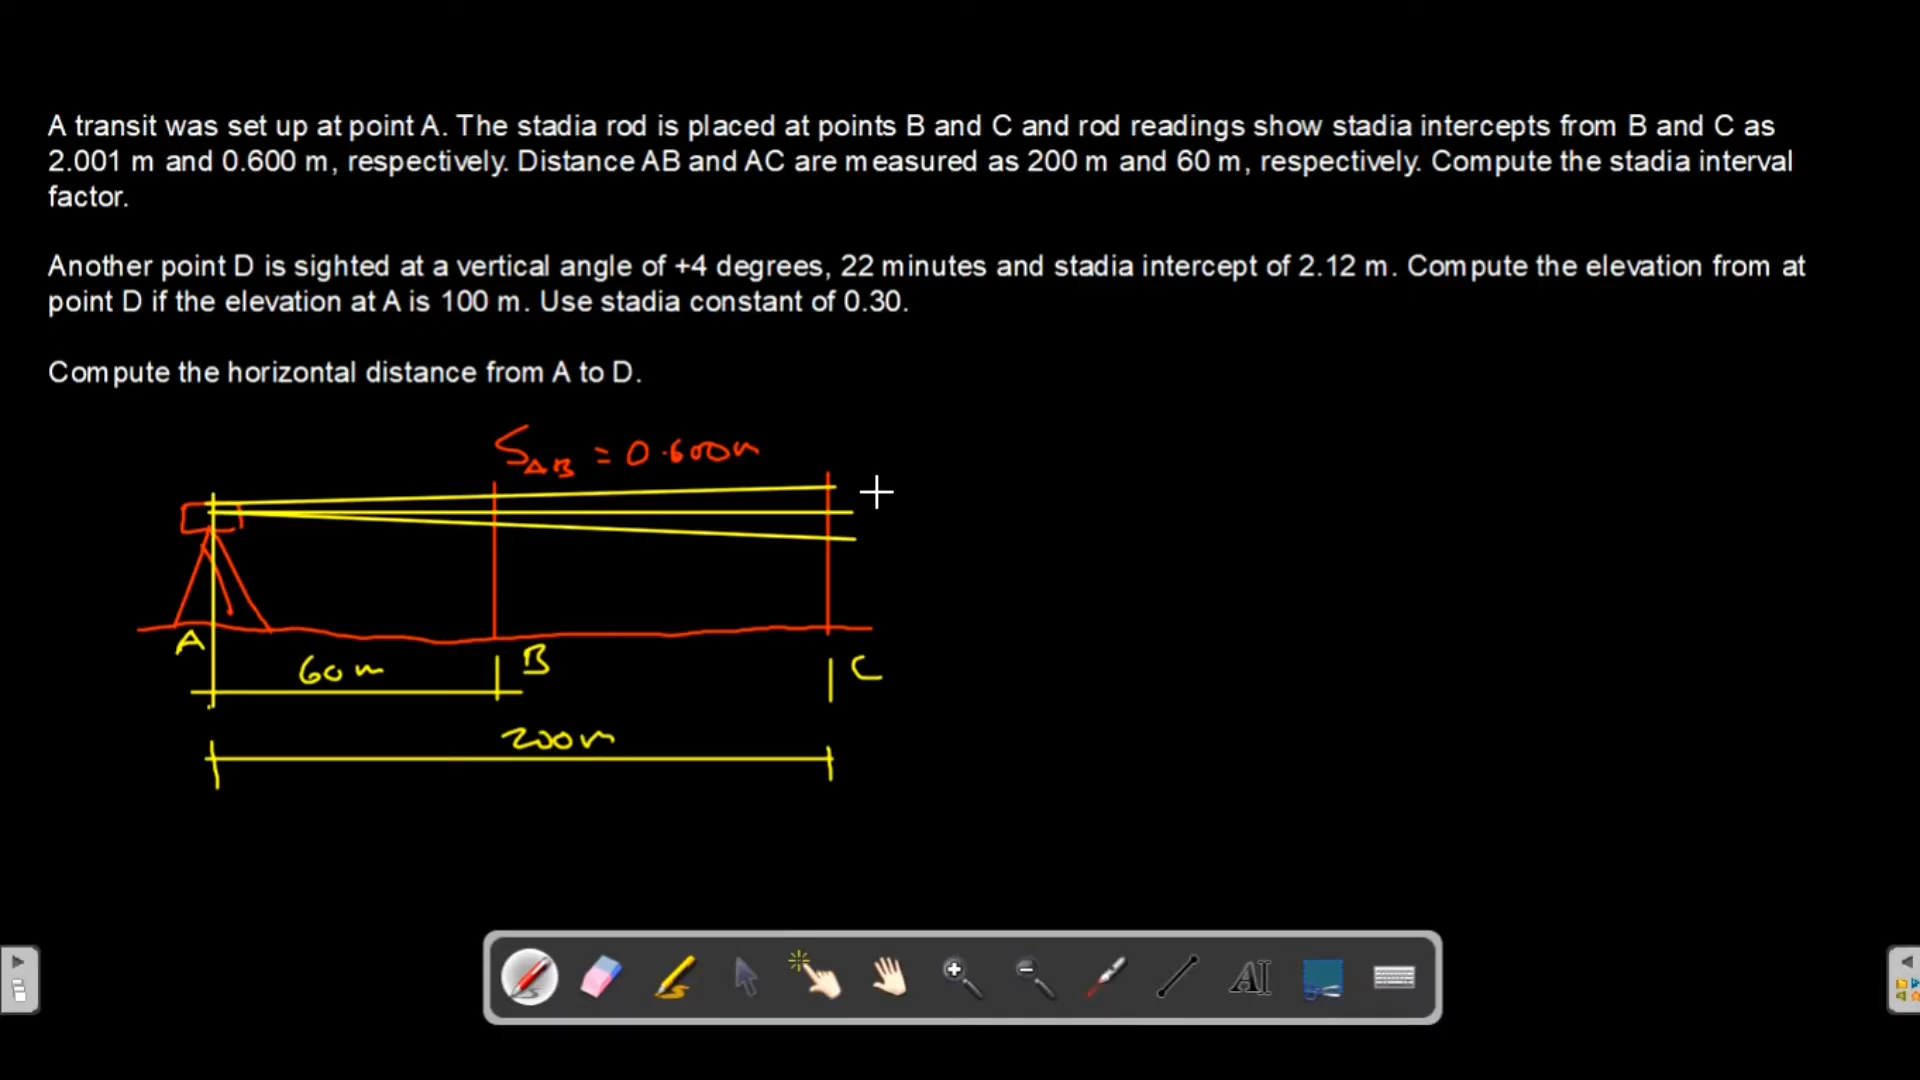 A transit was set up at point A. The stadia rod is placed at points B and C and rod readings show stadia intercepts from B and C as
2.001 m and 0.600 m, respectively. Distance AB and AC are measured as 200 m and 60 m, respectively. Compute the stadia interval
factor.
Another point D is sighted at a vertical angle of +4 degrees, 22 minutes and stadia intercept of 2.12 m. Compute the elevation from at
point D if the elevation at A is 100 m. Use stadia constant of 0.30.
Compute the horizontal distance from A to D.
S_AB = 0.600m
A
60 m
B
C
200m
AI